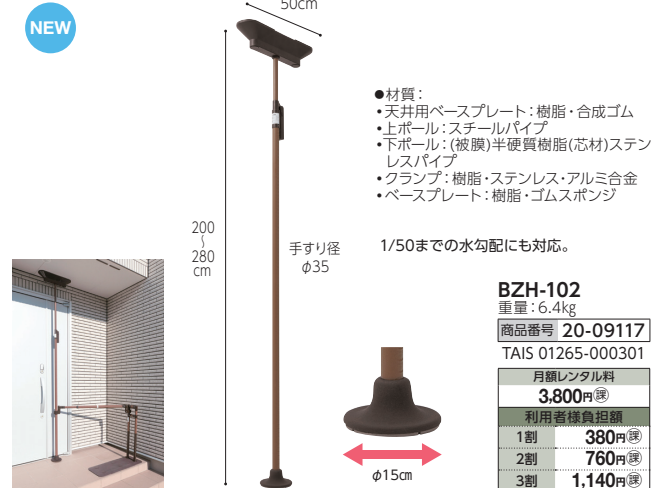 NEW
50cm
●材質：
•天井用ベースプレート：樹脂・合成ゴム
•上ポール：スチールパイプ
•下ポール：(被膜)半硬質樹脂(芯材)ステン
レスパイプ
•クランプ：樹脂・ステンレス・アルミ合金
•ベースプレート：樹脂・ゴムスポンジ
200
〜
280
cm
手すり径
φ35
1/50までの水勾配にも対応。
BZH-102
重量：6.4kg
商品番号 20-09117
TAIS 01265-000301
月額レンタル料
3,800円㋱課
利用者様負担額
1割 380円課
2割 760円課
3割 1,140円課
φ15㎝